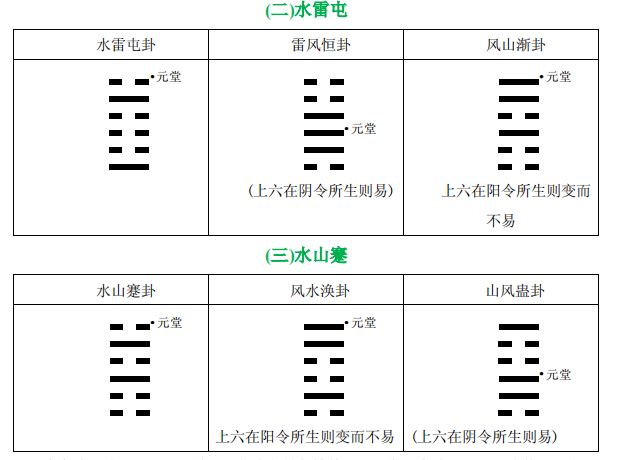 (二)水雷屯
水雷屯卦 雷风恒卦 风山渐卦
•元堂
•元堂
•元堂
(上六在阴令所生则易)
上六在阳令所生则变而
不易
(三)水山蹇
水山蹇卦 风水涣卦 山风蛊卦
•元堂
•元堂
•元堂
上六在阳令所生则变而不易
(上六在阴令所生则易)